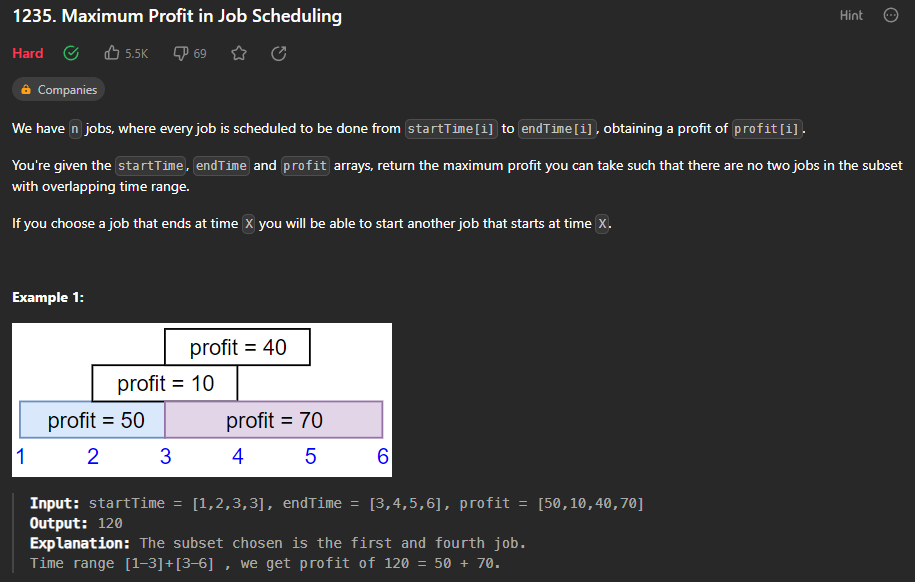 1235. Maximum Profit in Job Scheduling
Hint
Hard 5.5K 69
Companies
We have n jobs, where every job is scheduled to be done from startTime[i] to endTime[i], obtaining a profit of profit[i].
You're given the startTime, endTime and profit arrays, return the maximum profit you can take such that there are no two jobs in the subset
with overlapping time range.
If you choose a job that ends at time X you will be able to start another job that starts at time X.
Example 1:
profit = 40
profit = 10
profit = 50 profit = 70
1 2 3 4 5 6
Input: startTime = [1,2,3,3], endTime = [3,4,5,6], profit = [50,10,40,70]
Output: 120
Explanation: The subset chosen is the first and fourth job.
Time range [1-3]+[3-6] , we get profit of 120 = 50 + 70.